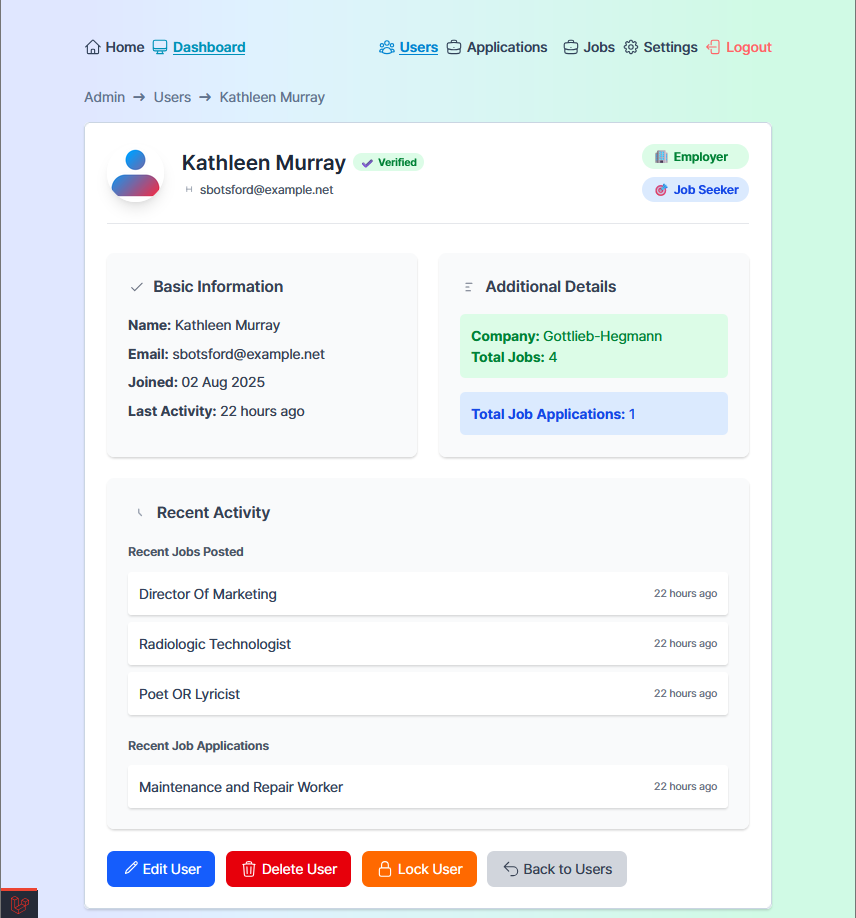 Home Dashboard Users Applications Jobs Settings Logout
Admin → Users → Kathleen Murray
Kathleen Murray Verified
sbotsford@example.net
Employer
Job Seeker
Basic Information
Name: Kathleen Murray
Email: sbotsford@example.net
Joined: 02 Aug 2025
Last Activity: 22 hours ago
Additional Details
Company: Gottlieb-Hegmann
Total Jobs: 4
Total Job Applications: 1
Recent Activity
Recent Jobs Posted
Director Of Marketing 22 hours ago
Radiologic Technologist 22 hours ago
Poet OR Lyricist 22 hours ago
Recent Job Applications
Maintenance and Repair Worker 22 hours ago
Edit User Delete User Lock User Back to Users